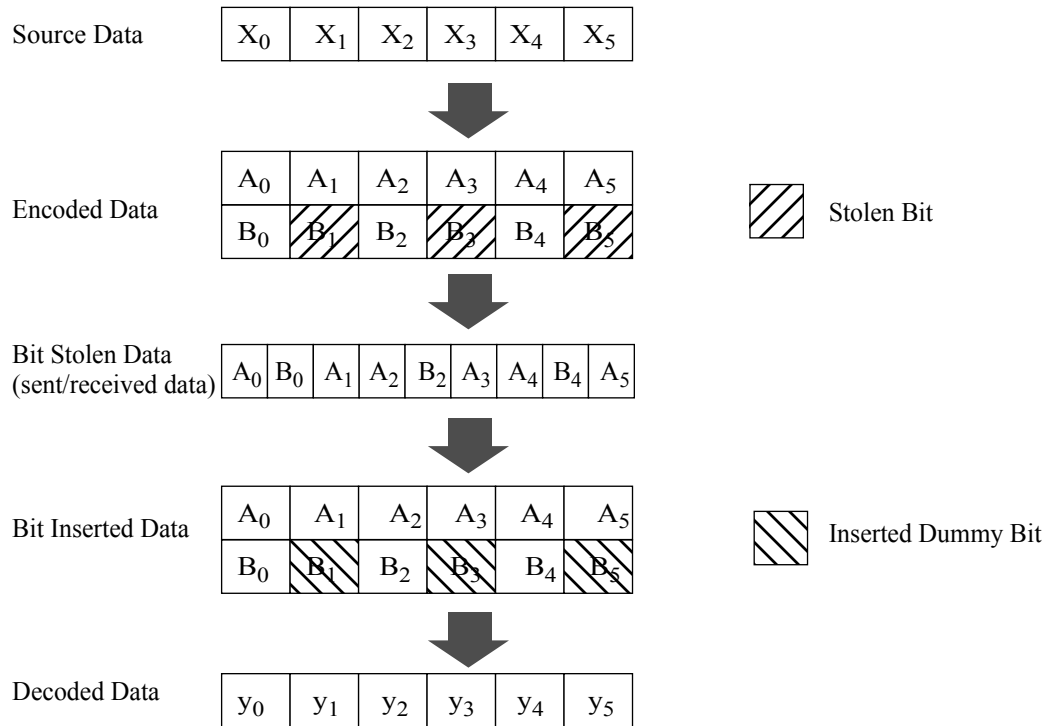 Source Data X₀ X₁ X₂ X₃ X₄ X₅
Encoded Data
A₀ A₁ A₂ A₃ A₄ A₅
B₀ B₁ B₂ B₃ B₄ B₅
Stolen Bit
Bit Stolen Data
(sent/received data)
A₀ B₀ A₁ A₂ B₂ A₃ A₄ B₄ A₅
Bit Inserted Data
A₀ A₁ A₂ A₃ A₄ A₅
B₀ B₁ B₂ B₃ B₄ B₅
Inserted Dummy Bit
Decoded Data y₀ y₁ y₂ y₃ y₄ y₅